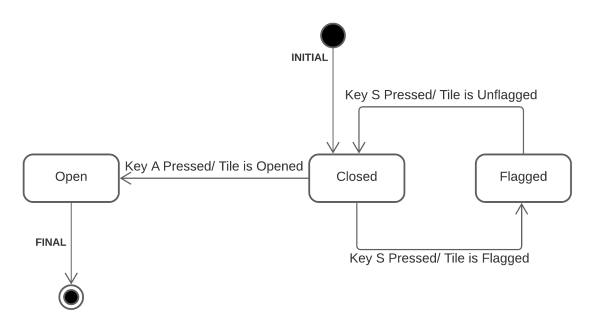 INITIAL
Key S Pressed/ Tile is Unflagged
Key A Pressed/ Tile is Opened
Open
Closed
Flagged
FINAL
Key S Pressed/ Tile is Flagged